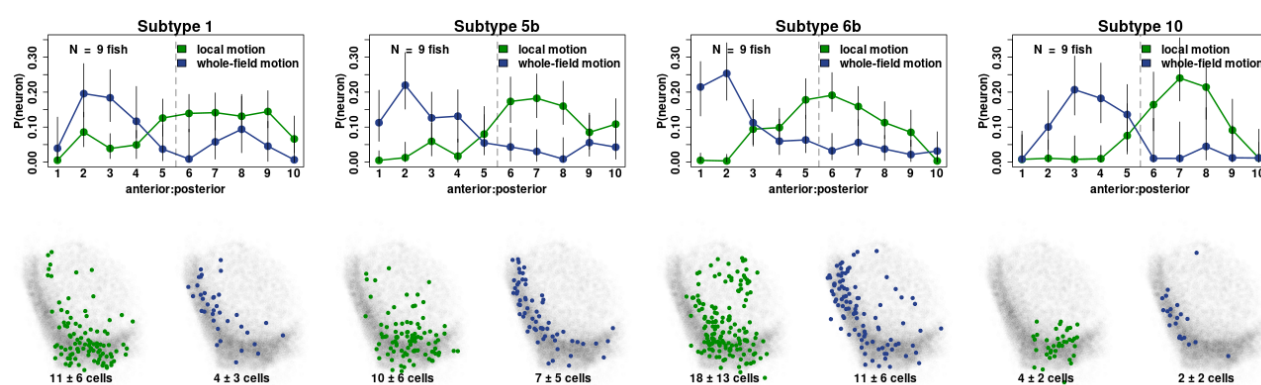 Subtype 1
N = 9 fish
local motion
whole-field motion
P(neuron)
0.00 0.10 0.20 0.30
1 2 3 4 5 6 7 8 9 10
anterior:posterior
11 ± 6 cells
4 ± 3 cells
Subtype 5b
N = 9 fish
local motion
whole-field motion
P(neuron)
0.00 0.10 0.20 0.30
1 2 3 4 5 6 7 8 9 10
anterior:posterior
10 ± 6 cells
7 ± 5 cells
Subtype 6b
N = 9 fish
local motion
whole-field motion
P(neuron)
0.00 0.10 0.20 0.30
1 2 3 4 5 6 7 8 9 10
anterior:posterior
18 ± 13 cells
11 ± 6 cells
Subtype 10
N = 9 fish
local motion
whole-field motion
P(neuron)
0.00 0.10 0.20 0.30
1 2 3 4 5 6 7 8 9 10
anterior:posterior
4 ± 2 cells
2 ± 22 cells